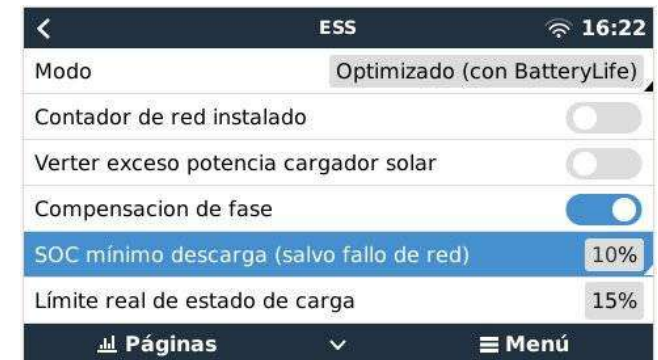 ESS 16:22
Modo Optimizado (con BatteryLife)
Contador de red instalado
Verter exceso potencia cargador solar
Compensacion de fase
SOC mínimo descarga (salvo fallo de red) 10%
Límite real de estado de carga 15%
Páginas Menú